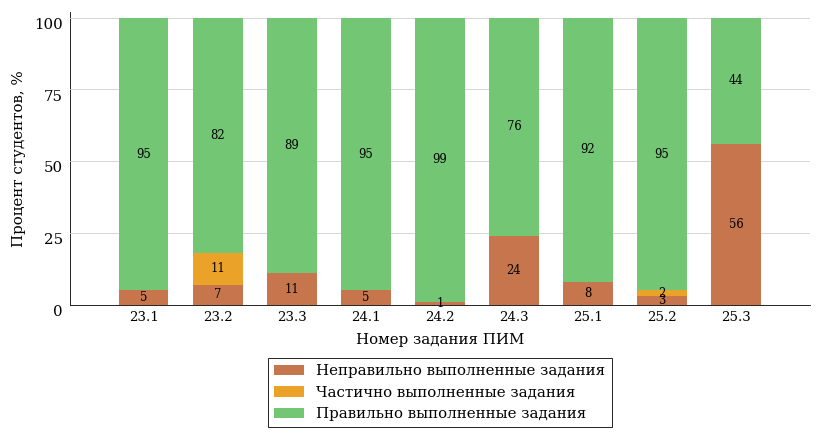 Процент студентов, %
100
75
50
25
0
95 82 89 95 99 76 92 95 44
11 2
5 7 11 5 1 24 8 3 56
23.1 23.2 23.3 24.1 24.2 24.3 25.1 25.2 25.3
Номер задания ПИМ
Неправильно выполненные задания
Частично выполненные задания
Правильно выполненные задания